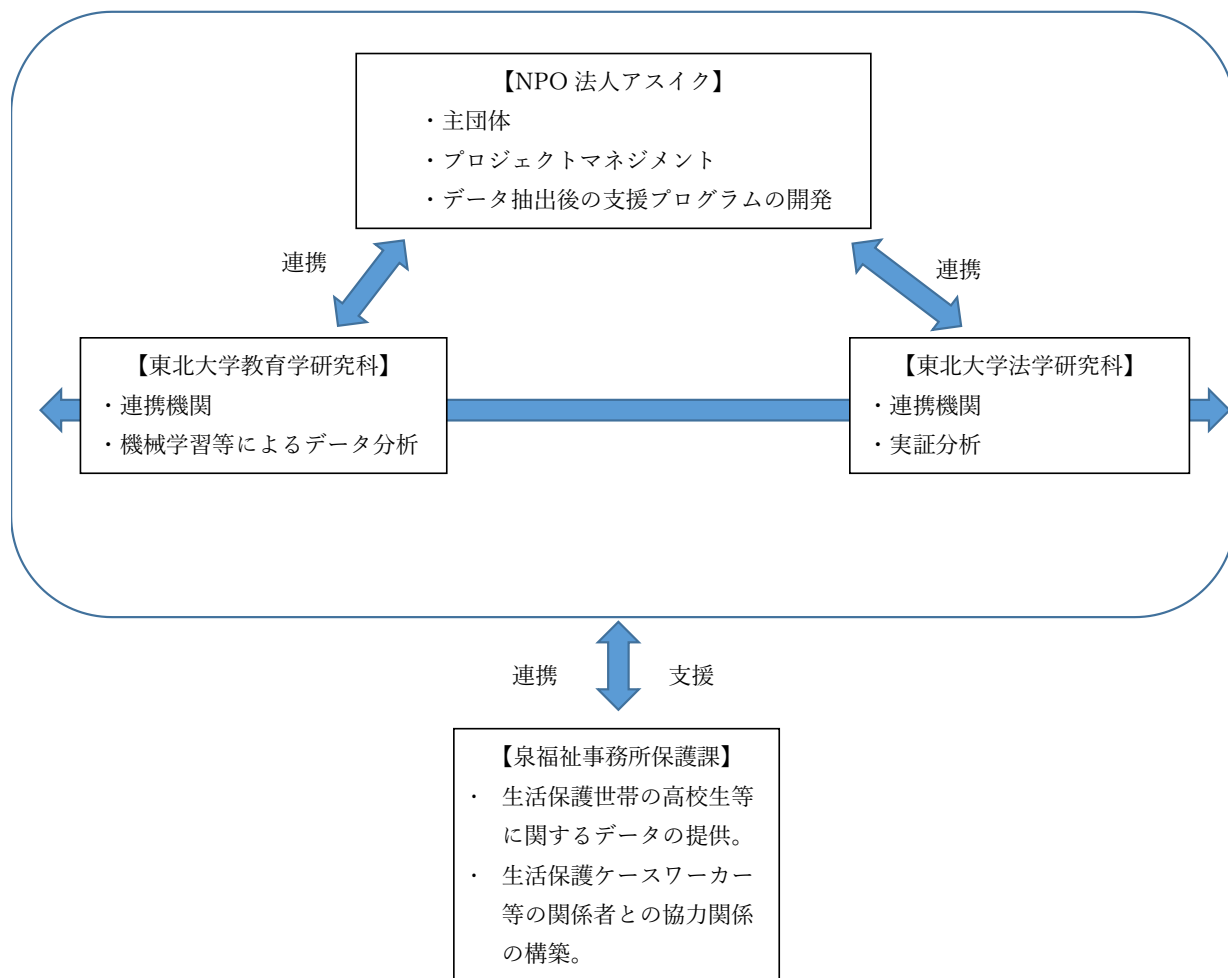 【NPO 法人アスイク】
・主団体
・プロジェクトマネジメント
・データ抽出後の支援プログラムの開発
連携
連携
【東北大学教育学研究科】
・連携機関
・機械学習等によるデータ分析
【東北大学法学研究科】
・連携機関
・実証分析
連携
支援
【泉福祉事務所保護課】
・ 生活保護世帯の高校生等
に関するデータの提供。
・ 生活保護ケースワーカー
等の関係者との協力関係
の構築。